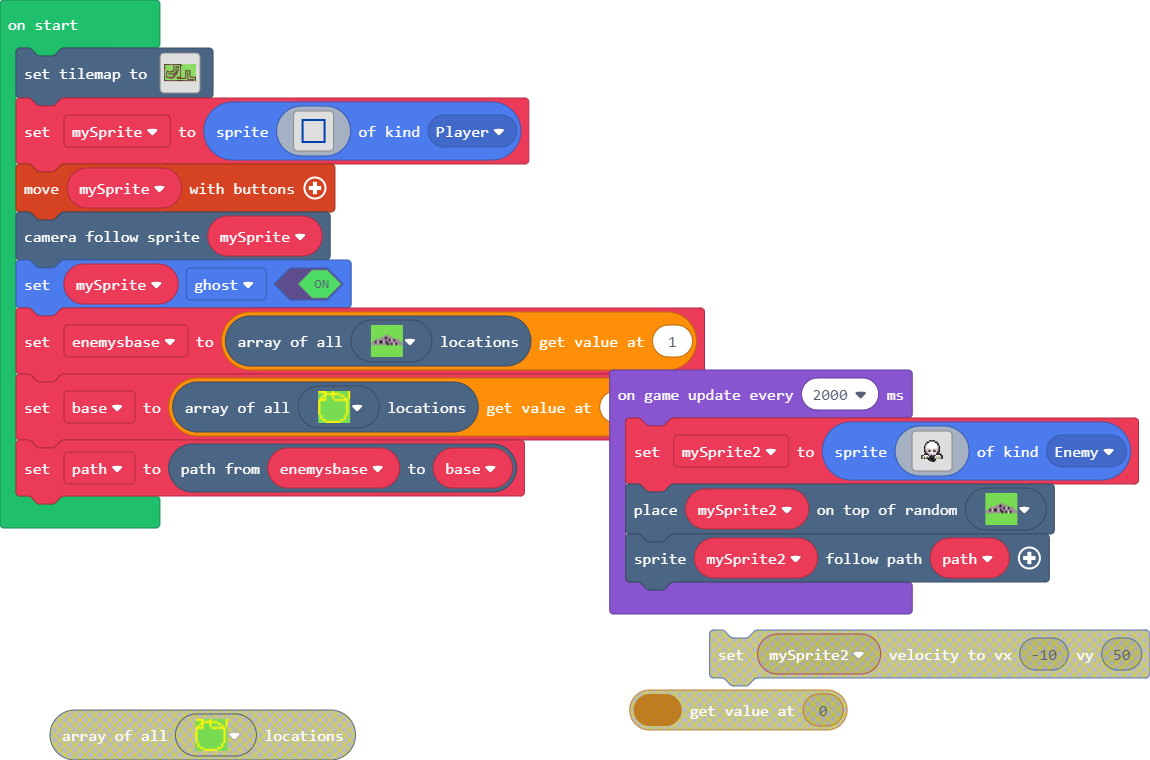 on start
set tilemap to
set mySprite to sprite of kind Player
move mySprite with buttons
camera follow sprite mySprite
set mySprite ghost ON
set enemysbase to array of all locations get value at 1
set base to array of all locations get value at
set path to path from enemysbase to base
on game update every 2000 ms
set mySprite2 to sprite of kind Enemy
place mySprite2 on top of random
sprite mySprite2 follow path path
set mySprite2 velocity to vx -10 vy 50
get value at 0
array of all locations